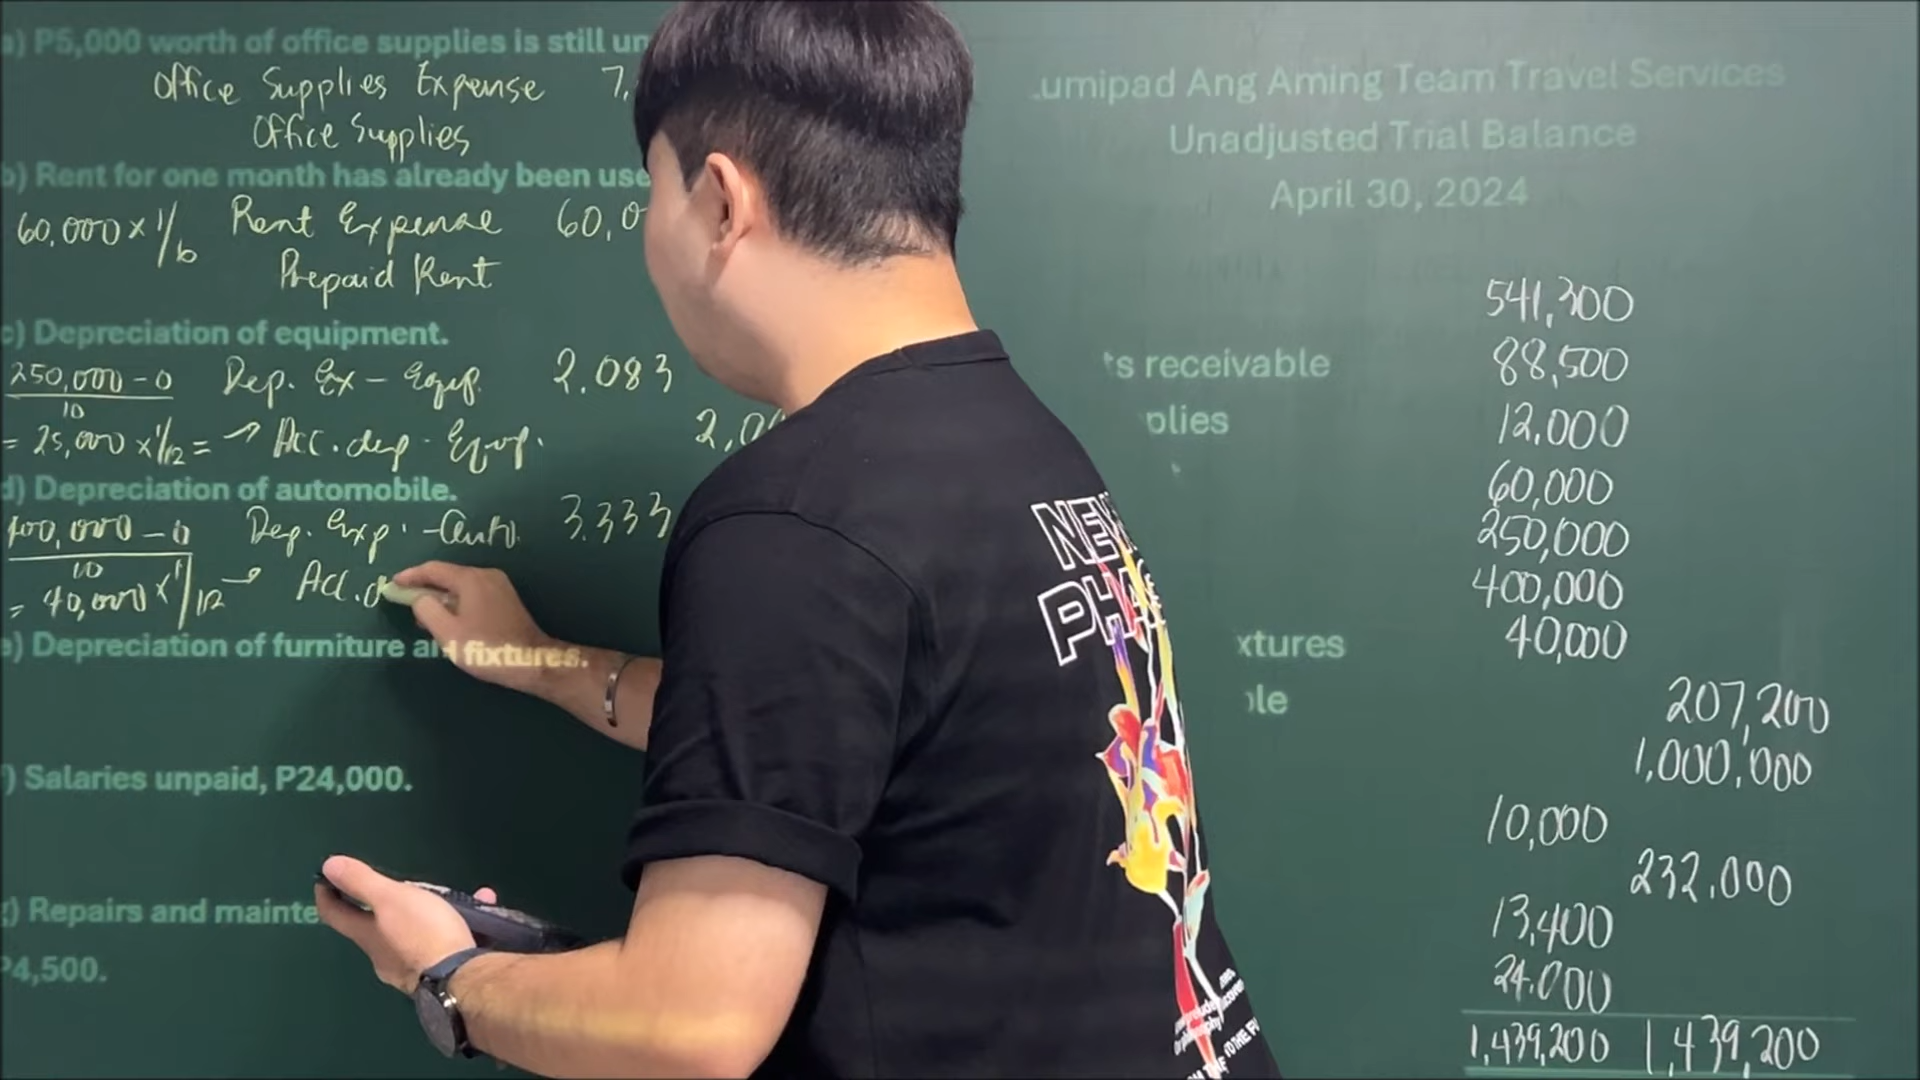 a) P5,000 worth of office supplies is still un
Office Supplies Expense 7,
Office Supplies
b) Rent for one month has already been use
60,000 x 1/6 Rent Expense 60,0
Prepaid Rent
c) Depreciation of equipment.
250,000 - 0 Dep. Ex - Equip. 2,083
10
= 25,000 x 1/12 = → Acc. dep - Equip. 2,0
d) Depreciation of automobile.
400,000 - 0 Dep. Exp. - Auto. 3,333
10
= 40,000 x 1/12 → Acc. d
e) Depreciation of furniture and fixtures.
f) Salaries unpaid, P24,000.
g) Repairs and mainte
P4,500.
umipad Ang Aming Team Travel Services
Unadjusted Trial Balance
April 30, 2024
541,300
ts receivable 88,500
plies 12,000
60,000
250,000
400,000
xtures 40,000
ble 207,200
1,000,000
10,000
232,000
13,400
24,000
1,439,200 1,439,200
NEW
PHAS